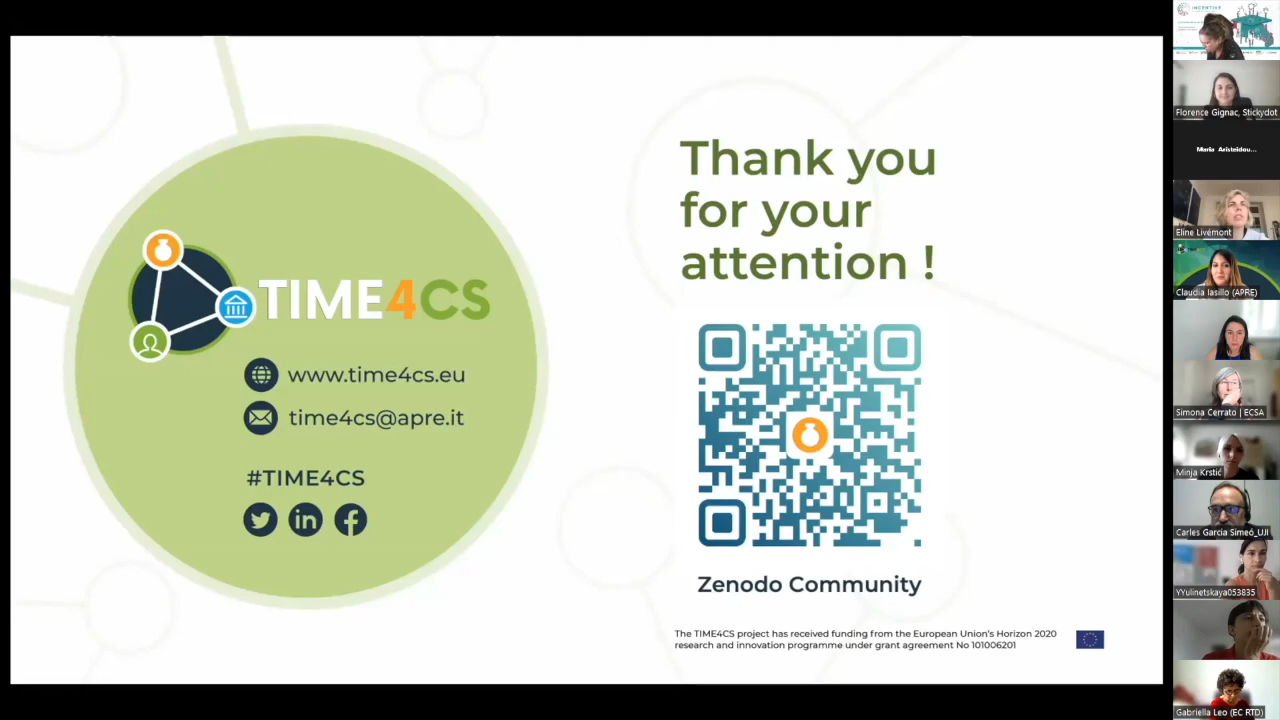 TIME4CS
www.time4cs.eu
time4cs@apre.it
#TIME4CS
Thank you
for your
attention !
Zenodo Community
The TIME4CS project has received funding from the European Union's Horizon 2020
research and innovation programme under grant agreement No 101006201
INCENTIVE
Florence Gignac, Stickydot
Maria Aristeidou...
Eline Livémont
Claudia Iasillo (APRE)
Simona Cerrato | ECSA
Minja Krstić
Carles Garcia Simeó_UJI
YYulinetskaya053835
Gabriella Leo (EC RTD)